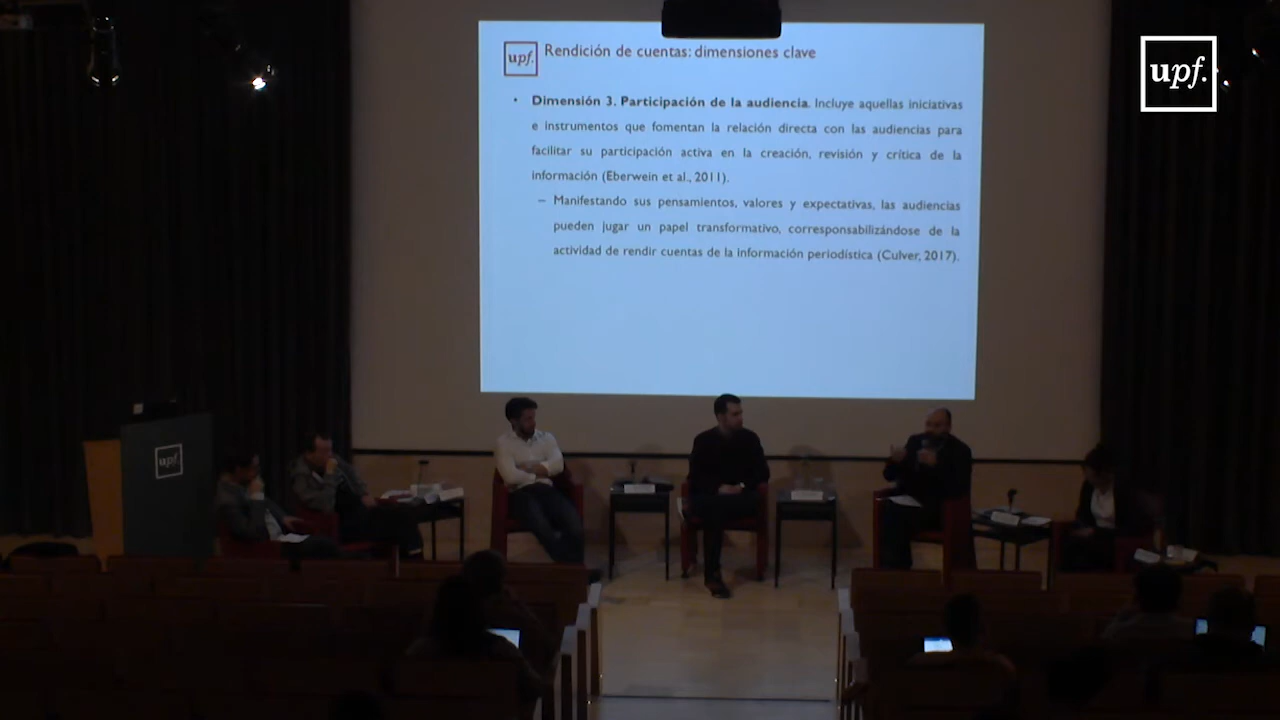 upf.
Rendición de cuentas: dimensiones clave
upf.
• Dimensión 3. Participación de la audiencia. Incluye aquellas iniciativas
e instrumentos que fomentan la relación directa con las audiencias para
facilitar su participación activa en la creación, revisión y crítica de la
información (Eberwein et al., 2011).
– Manifestando sus pensamientos, valores y expectativas, las audiencias
pueden jugar un papel transformativo, corresponsabilizándose de la
actividad de rendir cuentas de la información periodística (Culver, 2017).
upf.